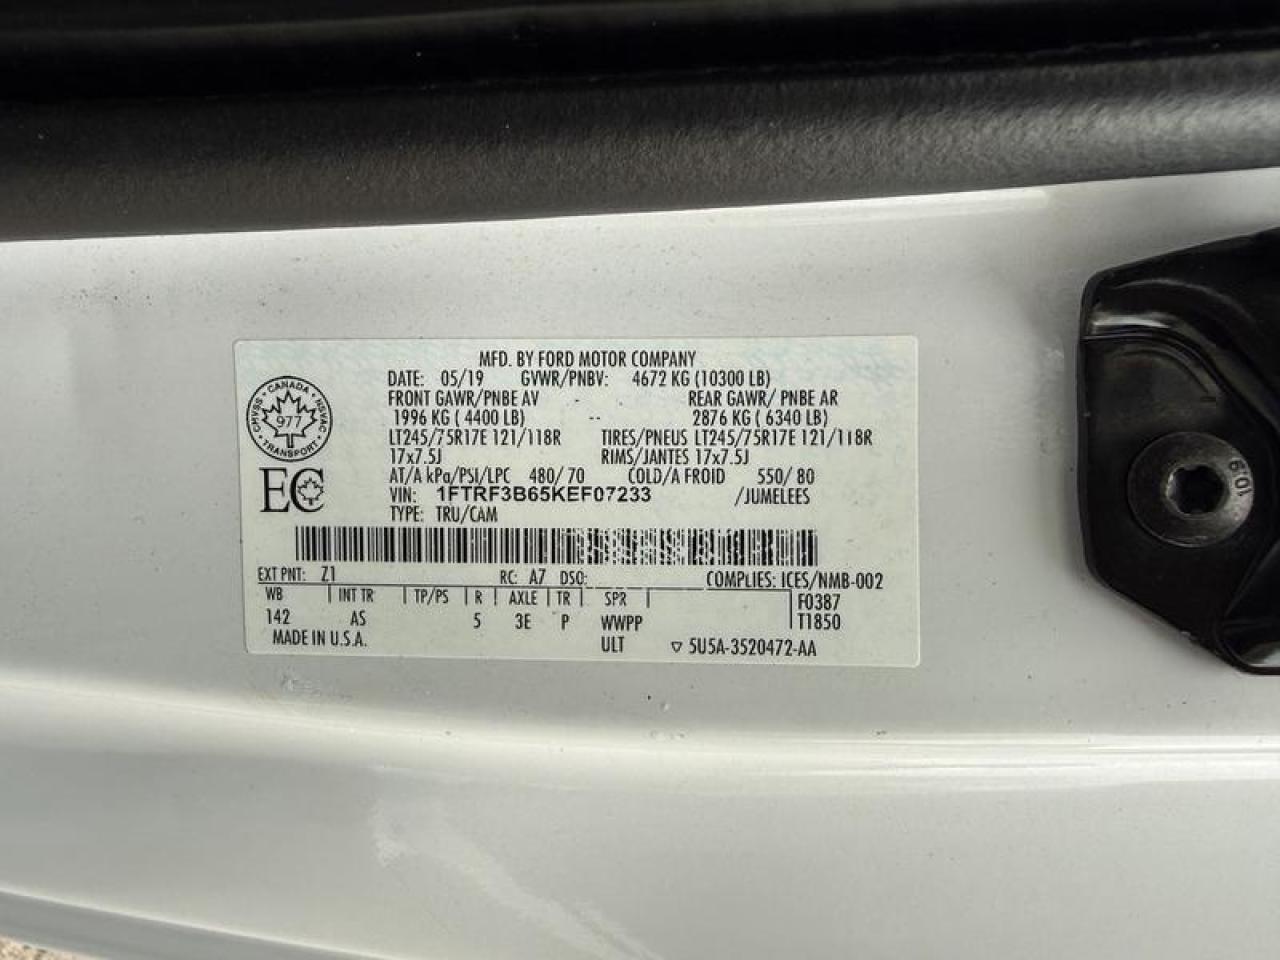 MFD. BY FORD MOTOR COMPANY
DATE: 05/19 GVWR/PNBV: 4672 KG (10300 LB)
FRONT GAWR/PNBE AV - REAR GAWR/ PNBE AR
1996 KG ( 4400 LB) -- 2876 KG ( 6340 LB)
LT245/75R17E 121/118R TIRES/PNEUS LT245/75R17E 121/118R
17x7.5J RIMS/JANTES 17x7.5J
AT/A kPa/PSI/LPC 480/ 70 COLD/A FROID 550/ 80
VIN: 1FTRF3B65KEF07233 /JUMELEES
TYPE: TRU/CAM
CANADA
CMVSS NSVAC
977
TRANSPORT
EC
EXT PNT: Z1 RC: A7 DSO: COMPLIES: ICES/NMB-002
WB | INT TR | TP/PS | R | AXLE | TR | SPR | | F0387
142 AS 5 3E P WWPP T1850
MADE IN U.S.A. ULT ▽ 5U5A-3520472-AA
10.9